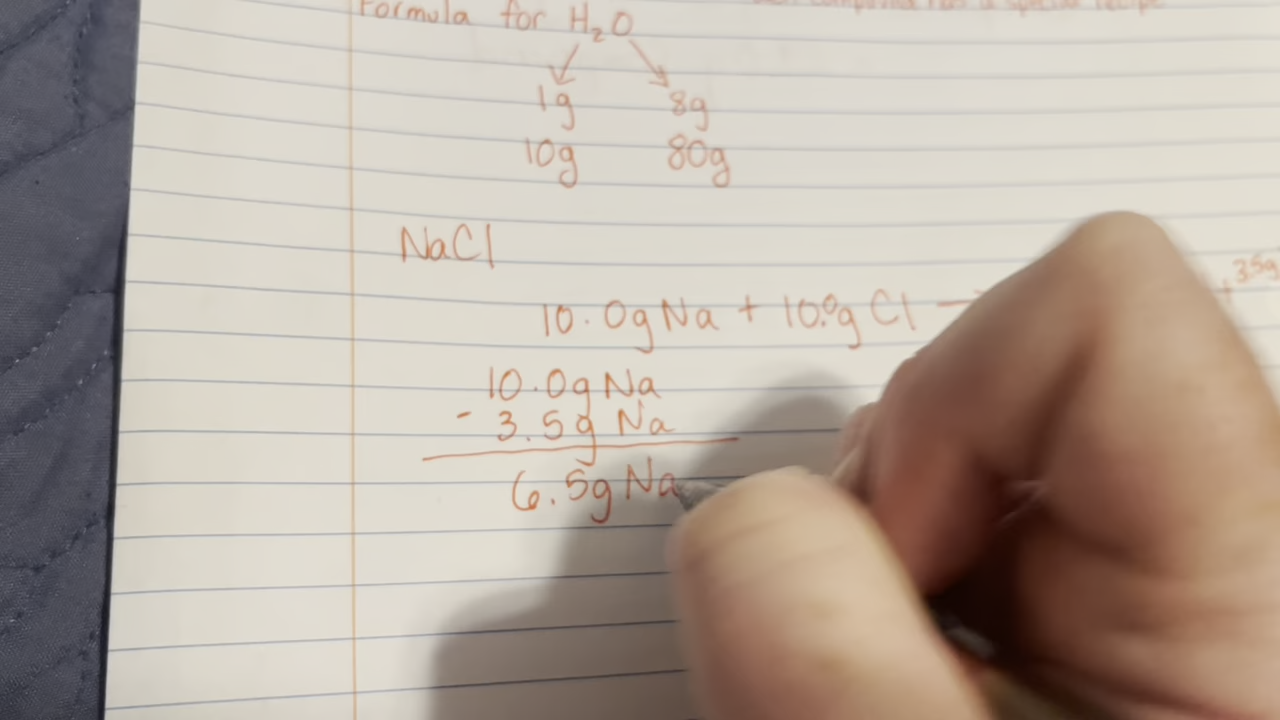 Formula for H₂O
1g 8g
10g 80g
NaCl
35g
10.0g Na + 10.0g Cl →
10.0g Na
- 3.5g Na
6.5g Na